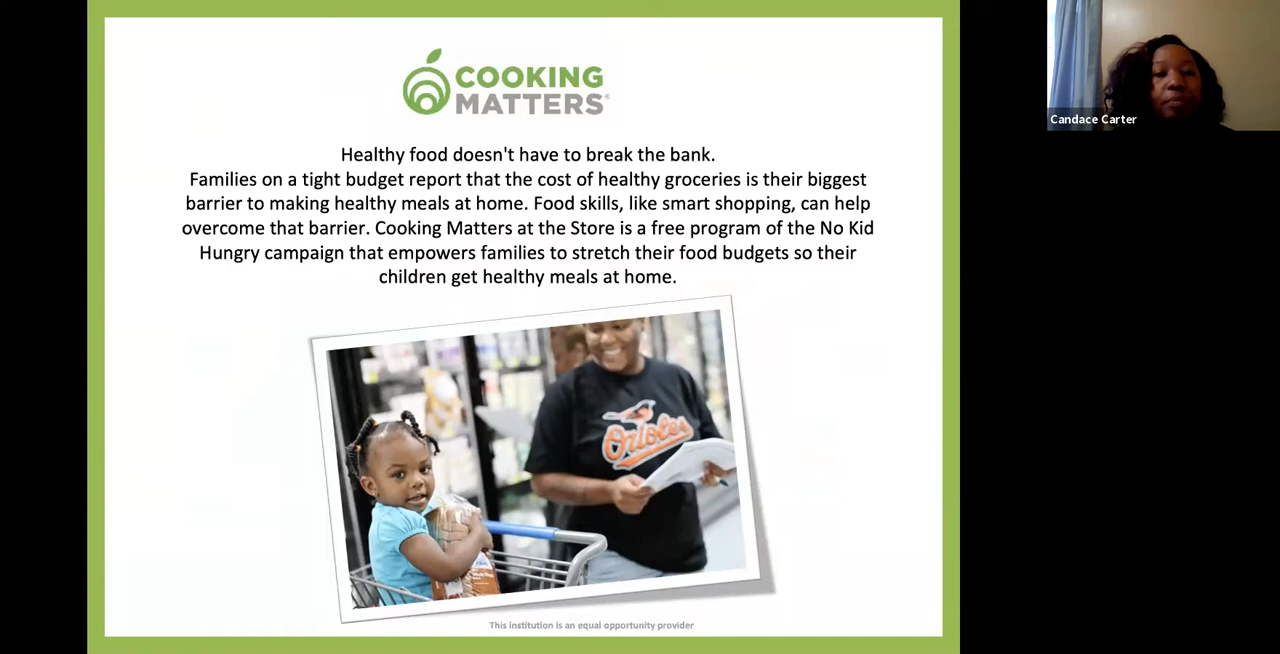 COOKING
MATTERS®
Candace Carter
Healthy food doesn't have to break the bank.
Families on a tight budget report that the cost of healthy groceries is their biggest
barrier to making healthy meals at home. Food skills, like smart shopping, can help
overcome that barrier. Cooking Matters at the Store is a free program of the No Kid
Hungry campaign that empowers families to stretch their food budgets so their
children get healthy meals at home.
Orioles
This institution is an equal opportunity provider